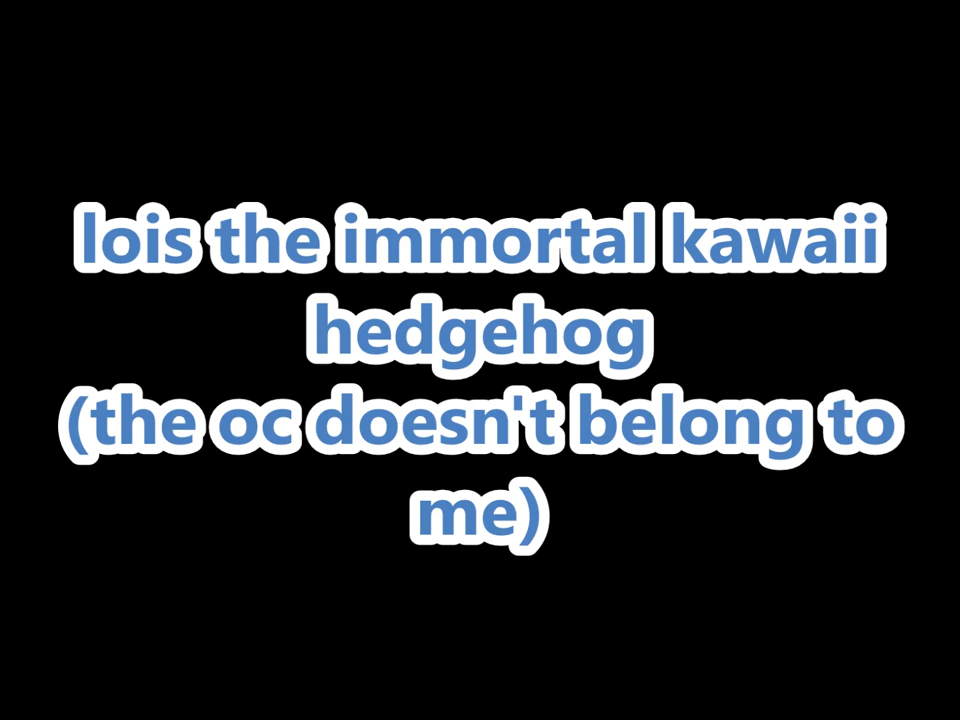 lois the immortal kawaii
hedgehog
(the oc doesn't belong to
me)